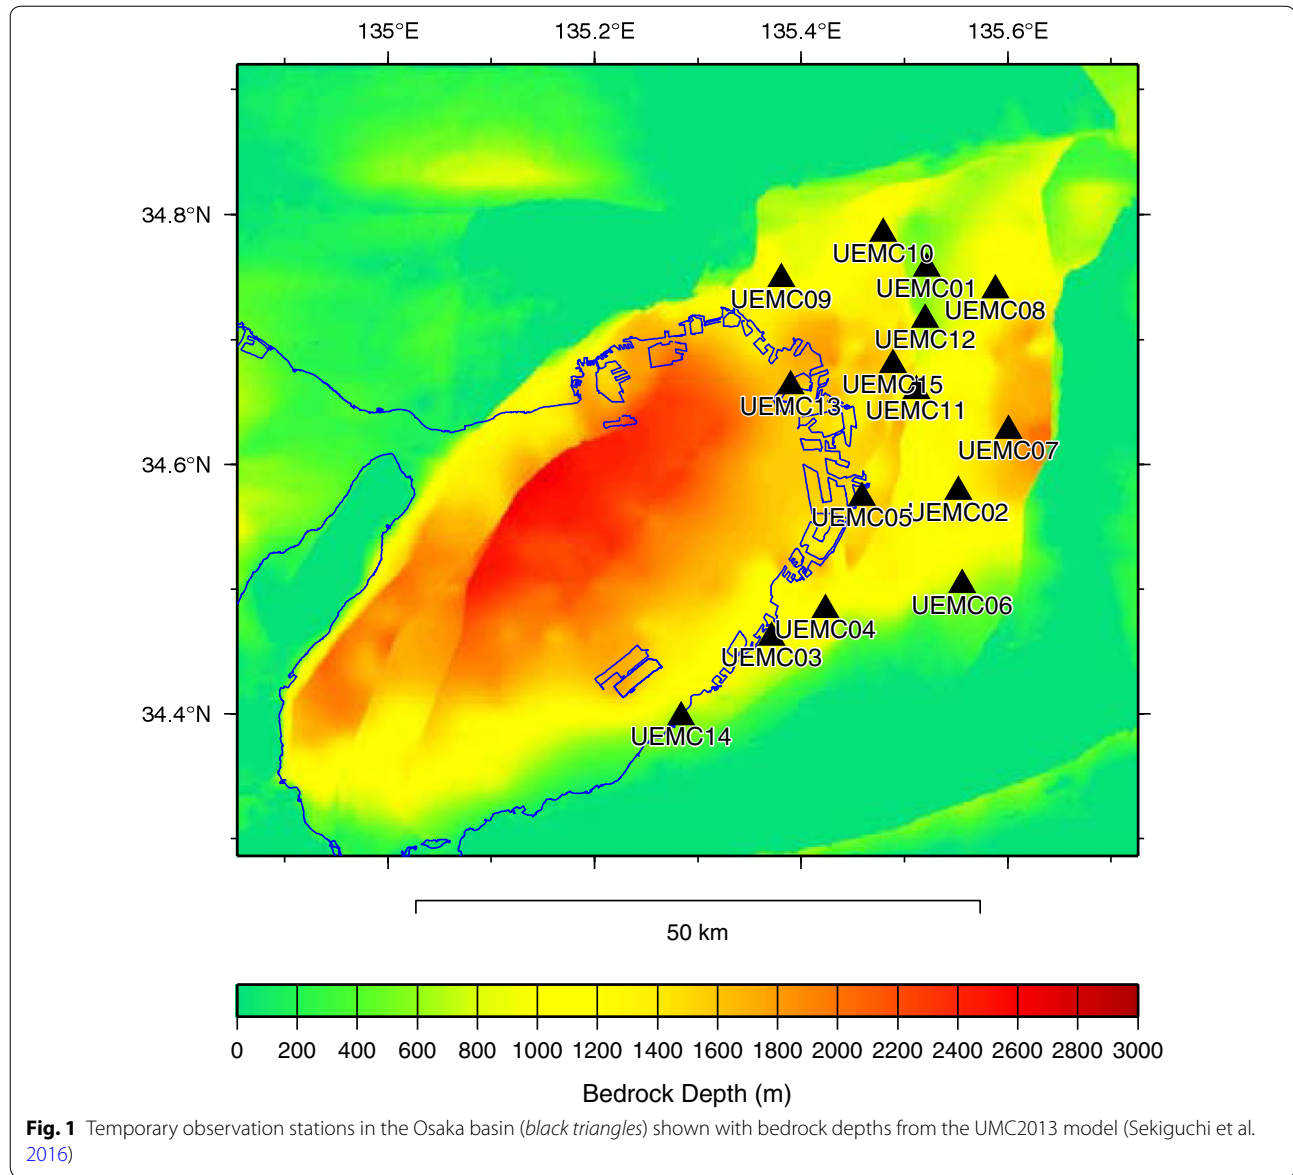 135°E 135.2°E 135.4°E 135.6°E
34.8°N
UEMC10
UEMC01
UEMC09
UEMC08
UEMC12
UEMC15
UEMC13
UEMC11
UEMC07
34.6°N
UEMC05
UEMC02
UEMC06
UEMC04
UEMC03
34.4°N
UEMC14
50 km
0 200 400 600 800 1000 1200 1400 1600 1800 2000 2200 2400 2600 2800 3000
Bedrock Depth (m)
Fig. 1 Temporary observation stations in the Osaka basin (black triangles) shown with bedrock depths from the UMC2013 model (Sekiguchi et al.
2016)